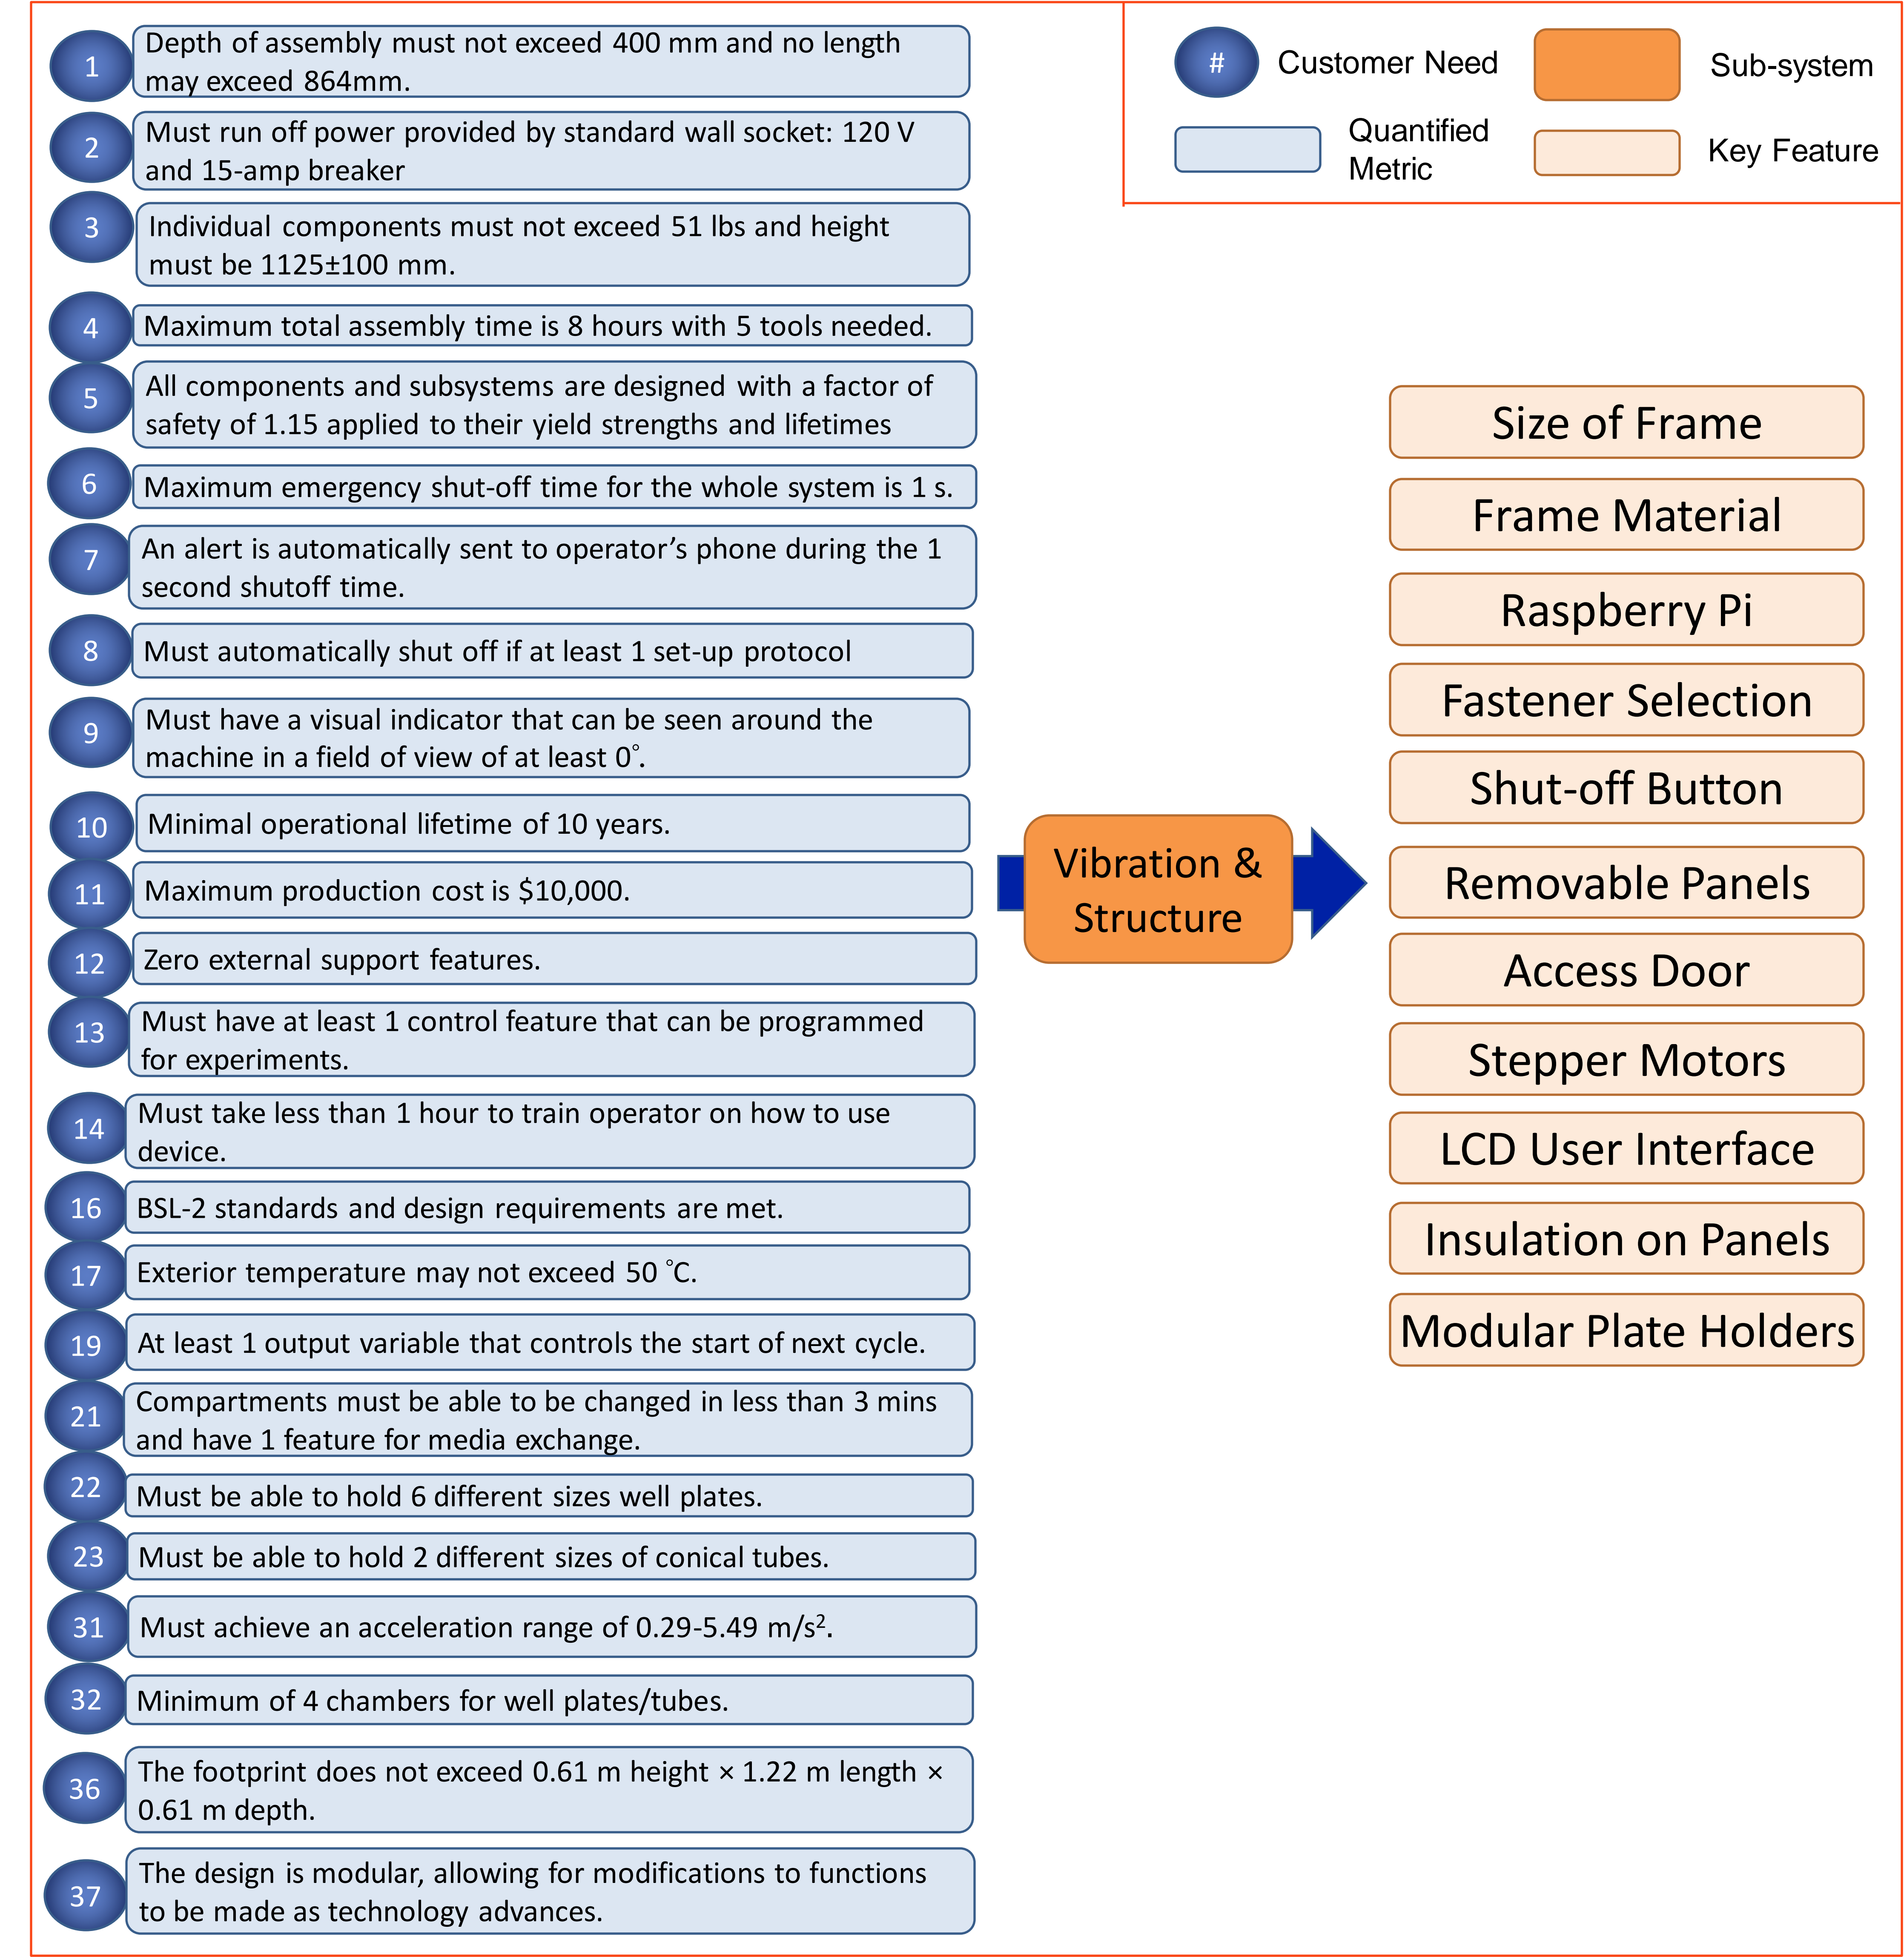 1
Depth of assembly must not exceed 400 mm and no length
may exceed 864mm.
2
Must run off power provided by standard wall socket: 120 V
and 15-amp breaker
3
Individual components must not exceed 51 lbs and height
must be 1125±100 mm.
4
Maximum total assembly time is 8 hours with 5 tools needed.
5
All components and subsystems are designed with a factor of
safety of 1.15 applied to their yield strengths and lifetimes
6
Maximum emergency shut-off time for the whole system is 1 s.
7
An alert is automatically sent to operator’s phone during the 1
second shutoff time.
8
Must automatically shut off if at least 1 set-up protocol
9
Must have a visual indicator that can be seen around the
machine in a field of view of at least 0°.
10
Minimal operational lifetime of 10 years.
11
Maximum production cost is $10,000.
12
Zero external support features.
13
Must have at least 1 control feature that can be programmed
for experiments.
14
Must take less than 1 hour to train operator on how to use
device.
16
BSL-2 standards and design requirements are met.
17
Exterior temperature may not exceed 50 °C.
19
At least 1 output variable that controls the start of next cycle.
21
Compartments must be able to be changed in less than 3 mins
and have 1 feature for media exchange.
22
Must be able to hold 6 different sizes well plates.
23
Must be able to hold 2 different sizes of conical tubes.
31
Must achieve an acceleration range of 0.29-5.49 m/s².
32
Minimum of 4 chambers for well plates/tubes.
36
The footprint does not exceed 0.61 m height × 1.22 m length ×
0.61 m depth.
37
The design is modular, allowing for modifications to functions
to be made as technology advances.
Vibration &
Structure
# Customer Need
Sub-system
Quantified
Metric
Key Feature
Size of Frame
Frame Material
Raspberry Pi
Fastener Selection
Shut-off Button
Removable Panels
Access Door
Stepper Motors
LCD User Interface
Insulation on Panels
Modular Plate Holders